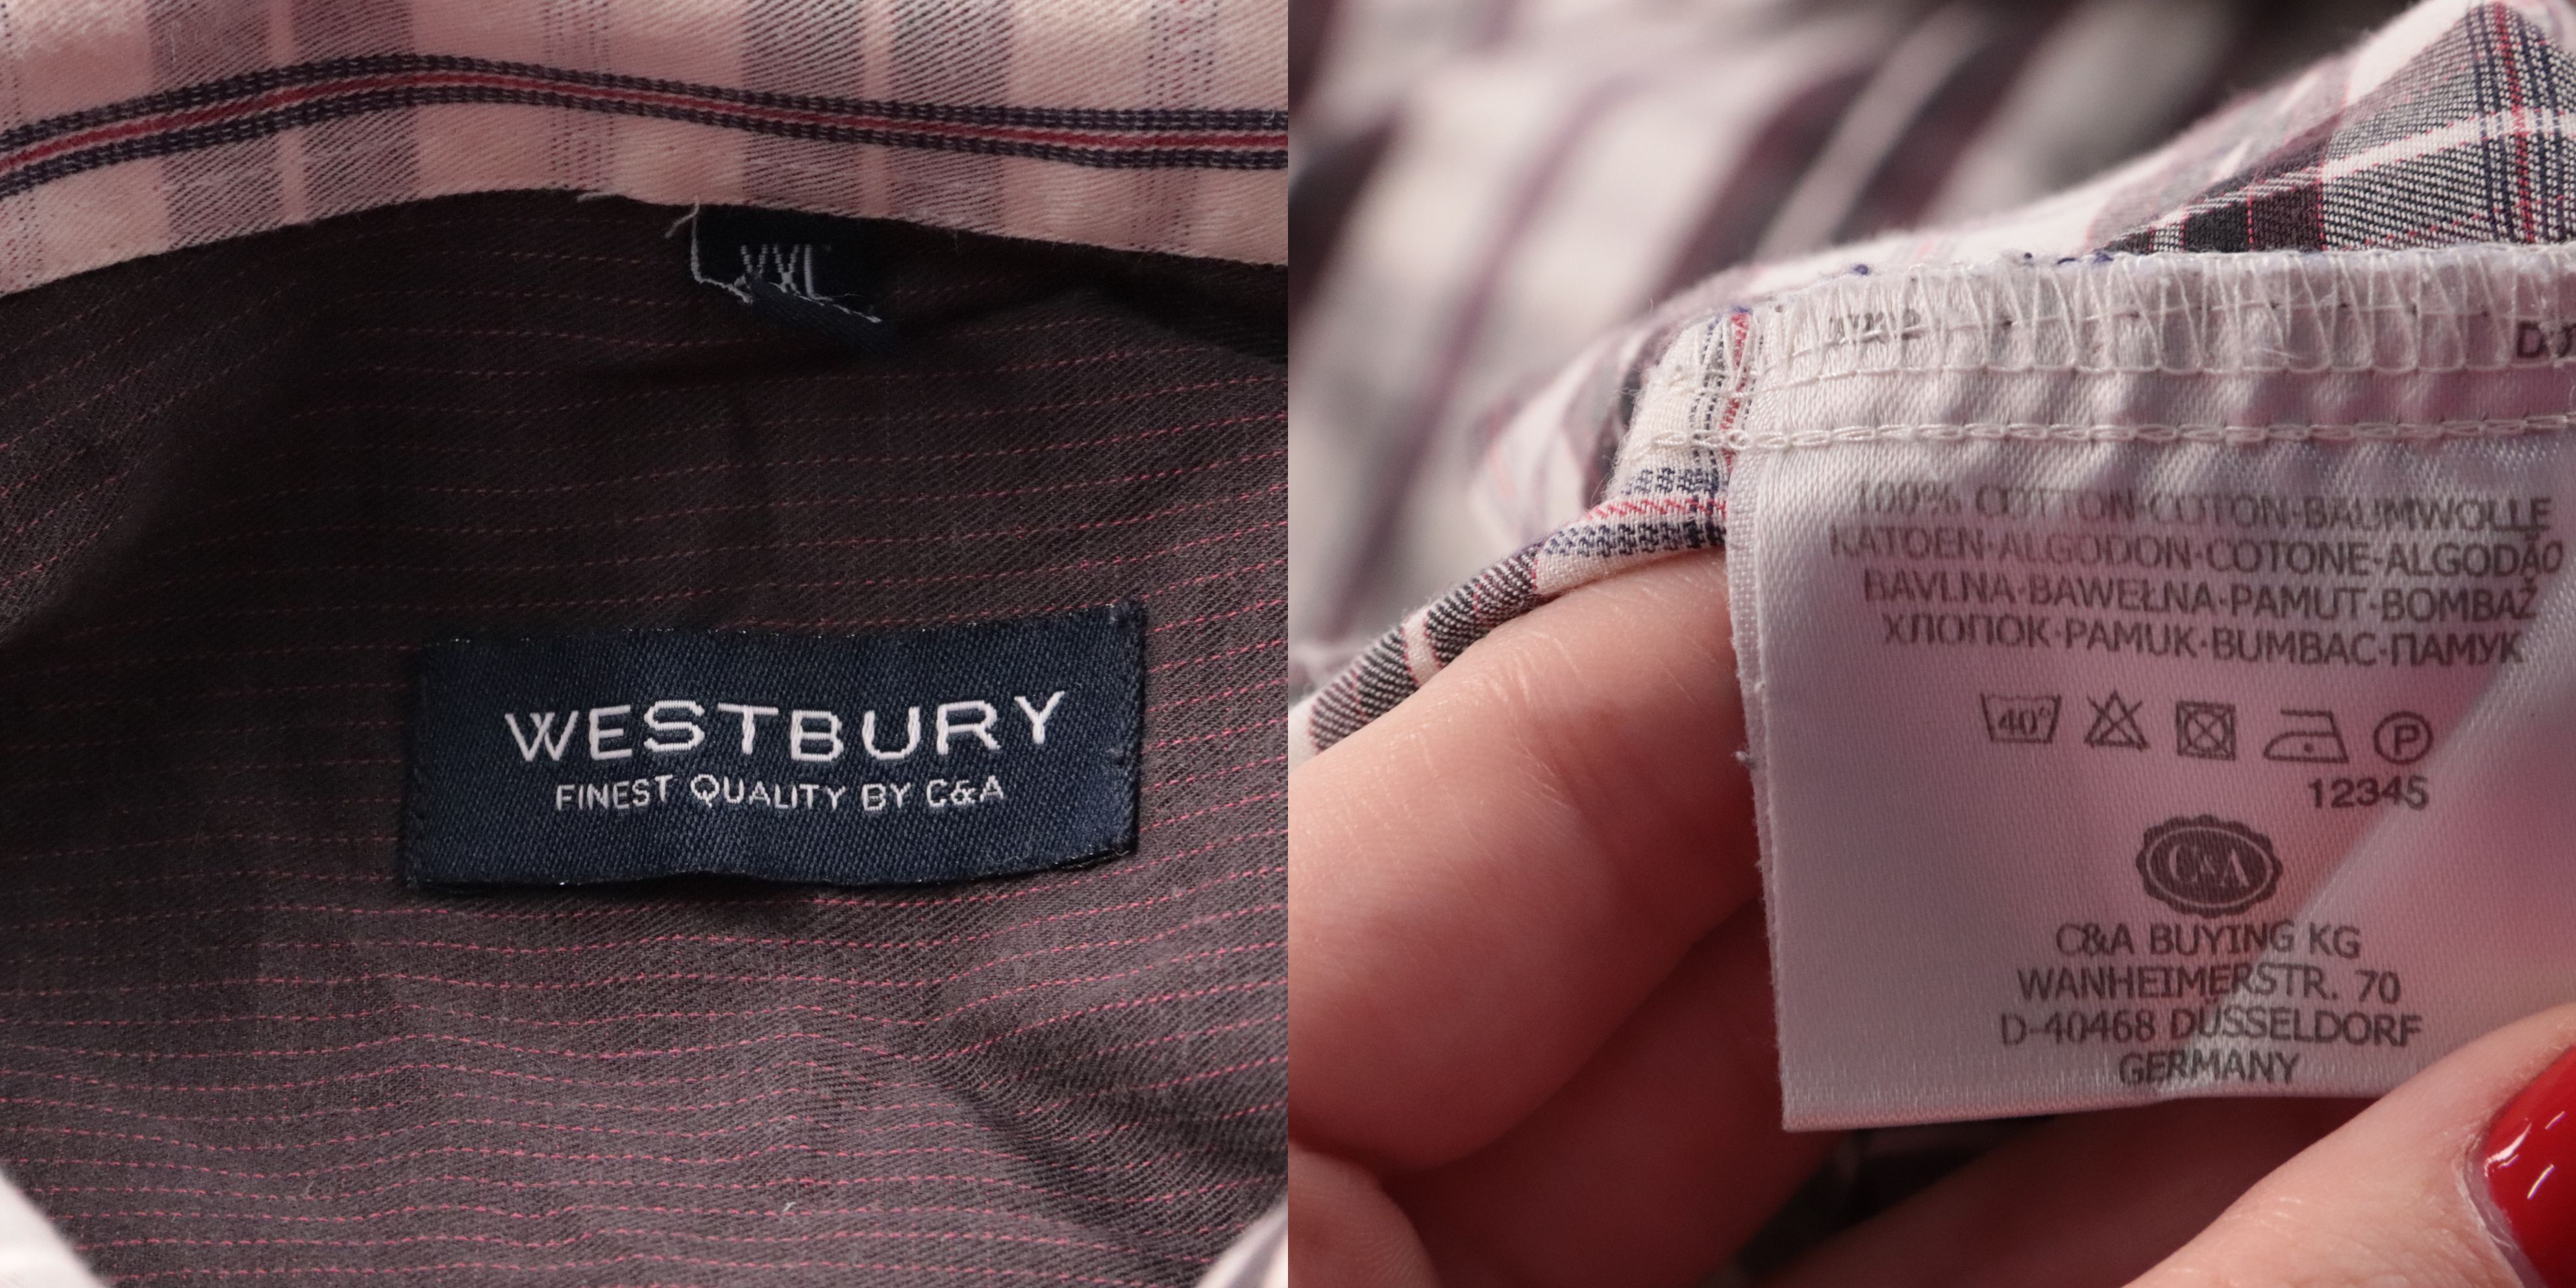 XXL
WESTBURY
FINEST QUALITY BY C&A
100% COTTON·COTON·BAUMWOLLE
KATOEN·ALGODON·COTONE·ALGODÃO
BAVLNA·BAWEŁNA·PAMUT·BOMBAŽ
ХЛОПОК·PAMUK·BUMBAC·ПАМУК
40°
P
12345
C&A
C&A BUYING KG
WANHEIMERSTR. 70
D-40468 DÜSSELDORF
GERMANY